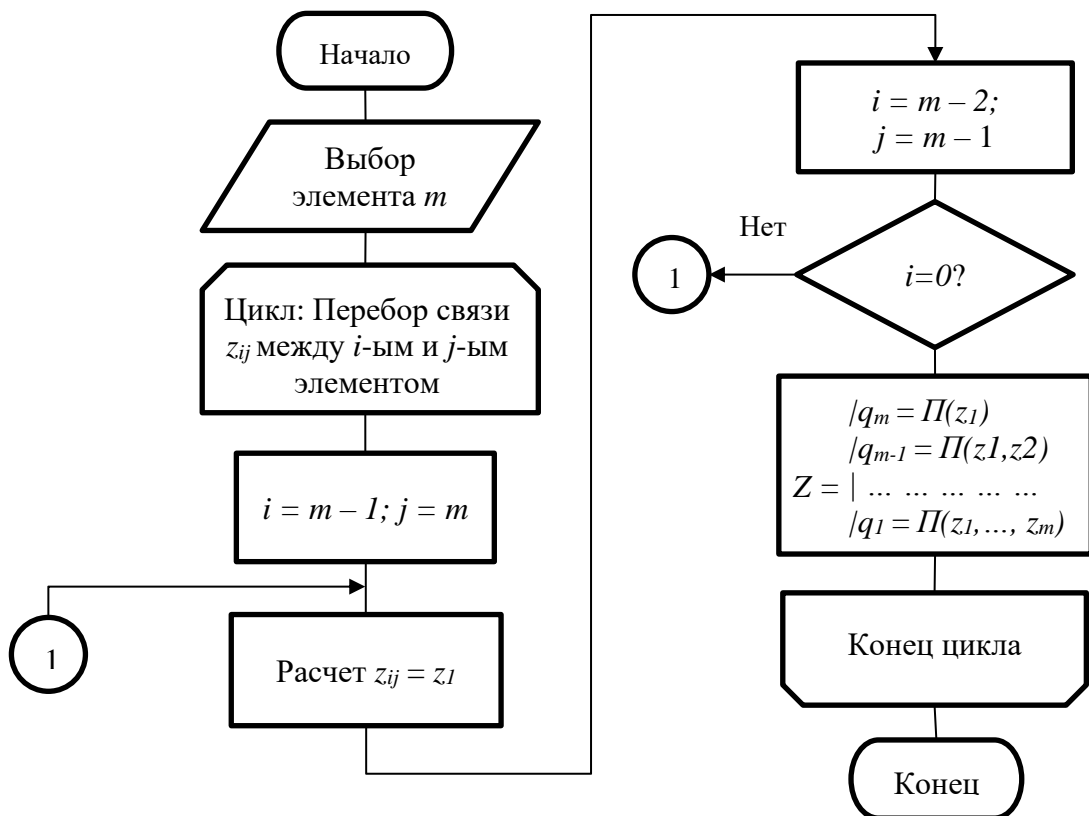 Начало
Выбор
элемента m
Цикл: Перебор связи
zij между i-ым и j-ым
элементом
i = m – 1; j = m
1
Расчет zij = z1
i = m – 2;
j = m – 1
Нет
1
i=0?
|qm = П(z1)
|qm-1 = П(z1,z2)
Z = | ... ... ... ... ...
|q1 = П(z1,..., zm)
Конец цикла
Конец